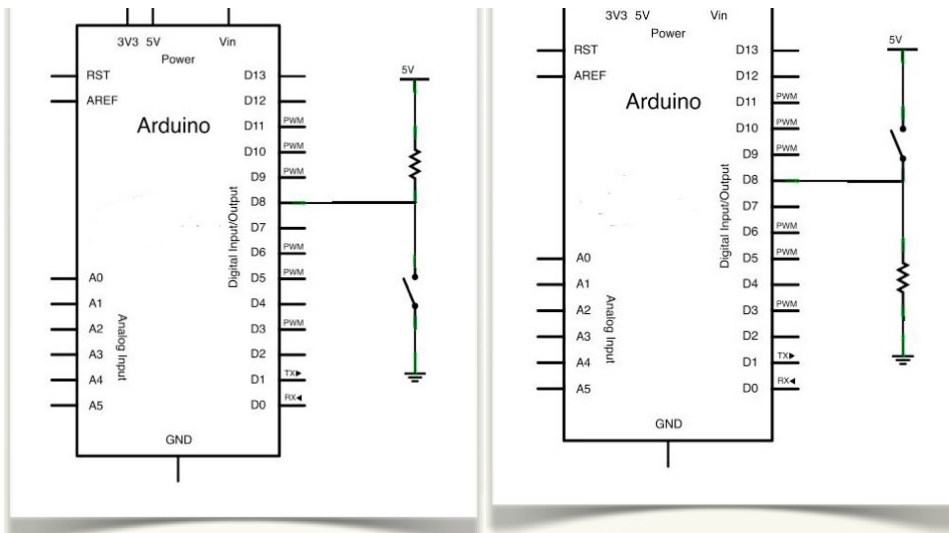 3V3 5V Vin
Power
RST
AREF
Arduino
D13
D12
D11 PWM
D10 PWM
D9 PWM
D8
D7
D6 PWM
D5 PWM
D4
D3 PWM
D2
D1 TX▶
D0 RX◀
Digital Input/Output
A0
A1
A2
A3
A4
A5
Analog Input
GND
5V
3V3 5V Vin
Power
RST
AREF
Arduino
D13
D12
D11 PWM
D10 PWM
D9 PWM
D8
D7
D6 PWM
D5 PWM
D4
D3 PWM
D2
D1 TX▶
D0 RX◀
Digital Input/Output
A0
A1
A2
A3
A4
A5
Analog Input
GND
5V